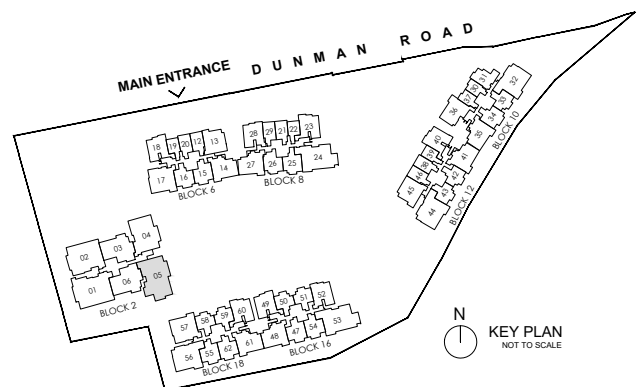 DUNMAN ROAD
MAIN ENTRANCE
18 19 20 12 13
17 16 15 14
BLOCK 6
28 29 21 22 23
27 26 25 24
BLOCK 8
31
30
37
36
32
33
34
35
BLOCK 10
40
39
38
46
45
41
42
43
44
BLOCK 12
02 03 04
01 06 05
BLOCK 2
57 58 59 60
56 55 62 61
BLOCK 18
49 50 51 52
48 47 54 53
BLOCK 16
N
KEY PLAN
NOT TO SCALE